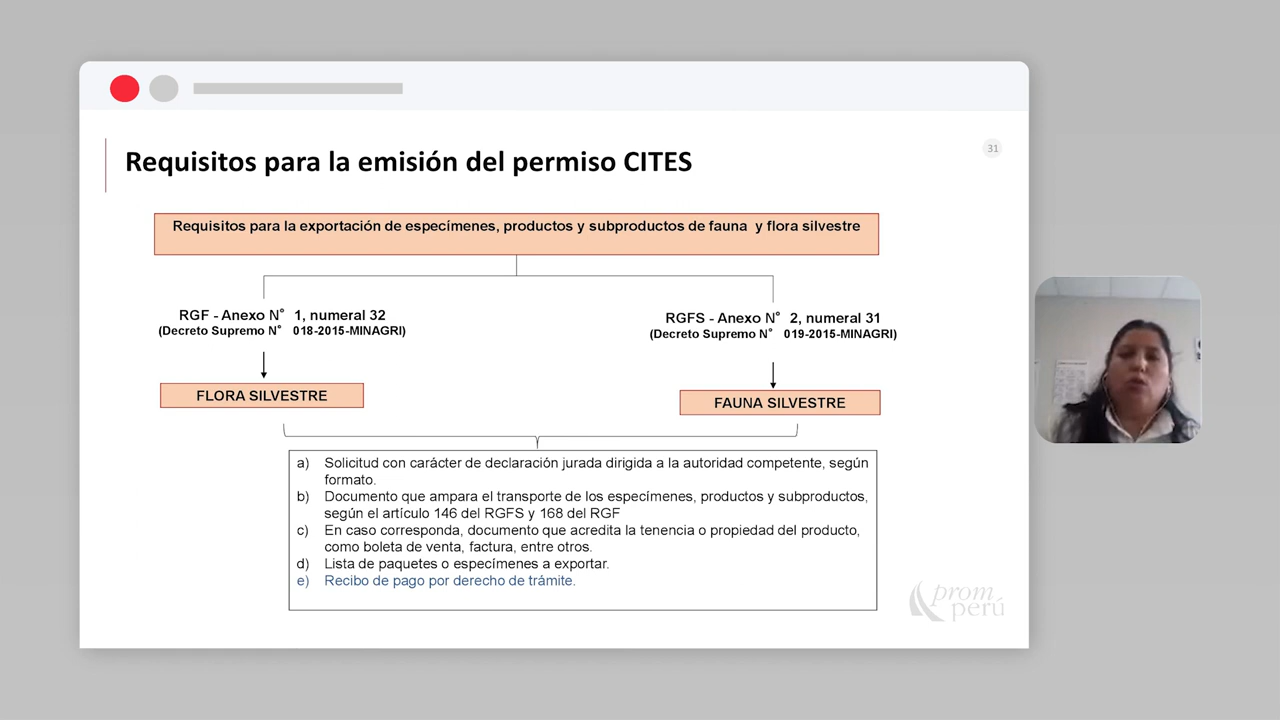 Requisitos para la emisión del permiso CITES
31
Requisitos para la exportación de especímenes, productos y subproductos de fauna y flora silvestre
RGF - Anexo N° 1, numeral 32
(Decreto Supremo N° 018-2015-MINAGRI)
RGFS - Anexo N° 2, numeral 31
(Decreto Supremo N° 019-2015-MINAGRI)
FLORA SILVESTRE
FAUNA SILVESTRE
a) Solicitud con carácter de declaración jurada dirigida a la autoridad competente, según
formato.
b) Documento que ampara el transporte de los especímenes, productos y subproductos,
según el artículo 146 del RGFS y 168 del RGF
c) En caso corresponda, documento que acredita la tenencia o propiedad del producto,
como boleta de venta, factura, entre otros.
d) Lista de paquetes o especímenes a exportar.
e) Recibo de pago por derecho de trámite.
prom
perú